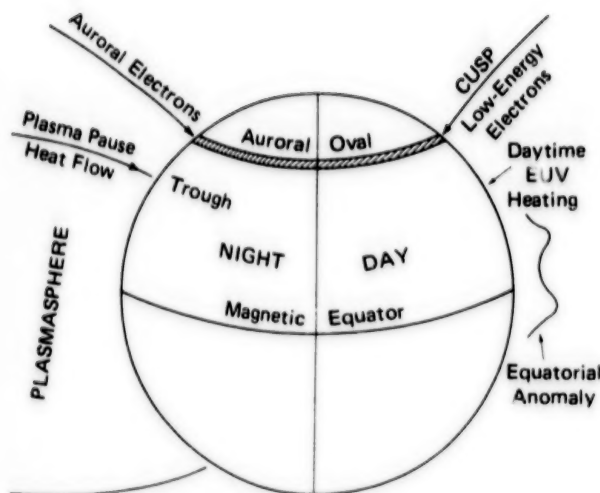 Auroral Electrons
CUSP
Low-Energy
Electrons
Plasma Pause
Heat Flow
Auroral Oval
Trough
Daytime
EUV
Heating
NIGHT
DAY
PLASMASPHERE
Magnetic Equator
Equatorial
Anomaly